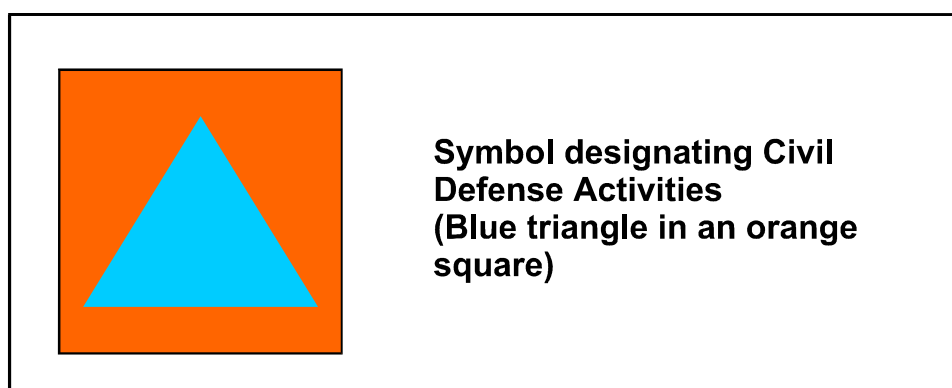 Symbol designating Civil
Defense Activities
(Blue triangle in an orange
square)